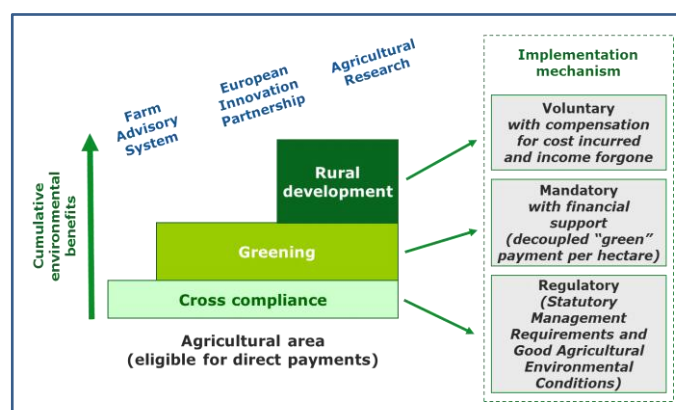 Farm
Advisory
System
European
Innovation
Partnership
Agricultural
Research
Cumulative
environmental
benefits
Rural
development
Greening
Cross compliance
Agricultural area
(eligible for direct payments)
Implementation
mechanism
Voluntary
with compensation
for cost incurred
and income forgone
Mandatory
with financial
support
(decoupled “green”
payment per hectare)
Regulatory
(Statutory
Management
Requirements and
Good Agricultural
Environmental
Conditions)